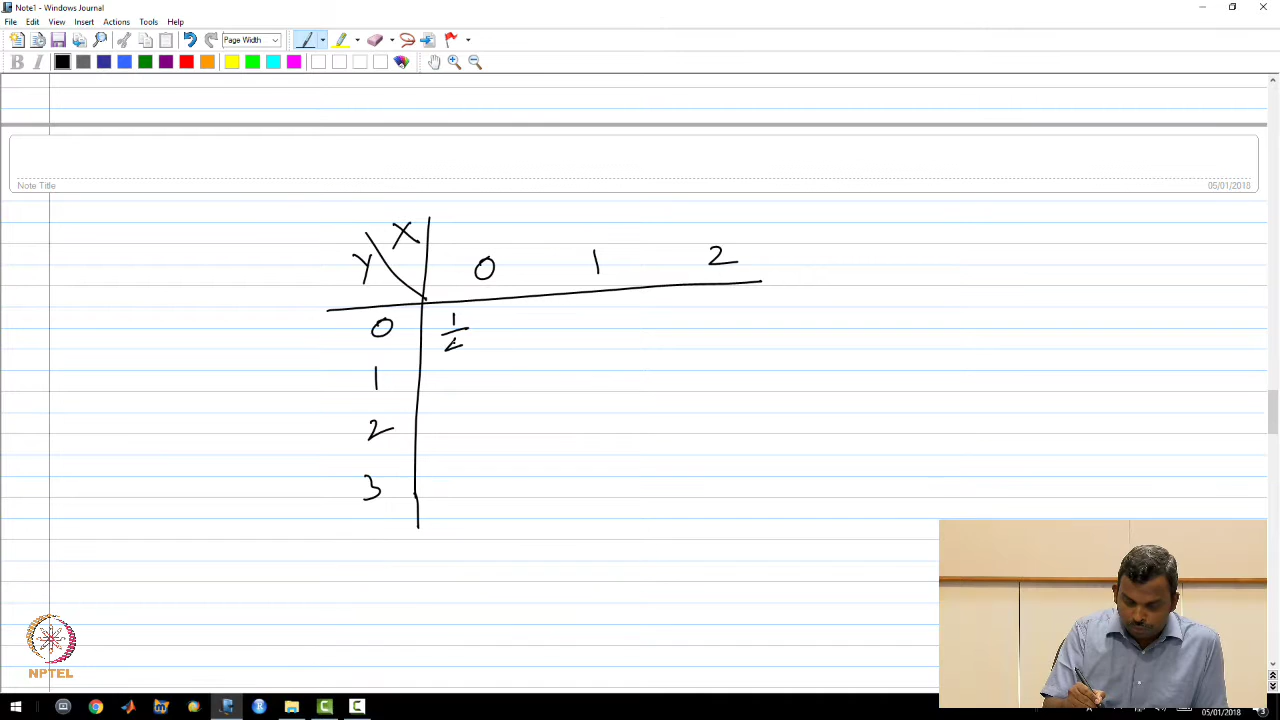 Note1 - Windows Journal
File Edit View Insert Actions Tools Help
Page Width
B I
Note Title
05/01/2018
X
Y 0 1 2
0 1/2
1
2
3
NPTEL
05/01/2018